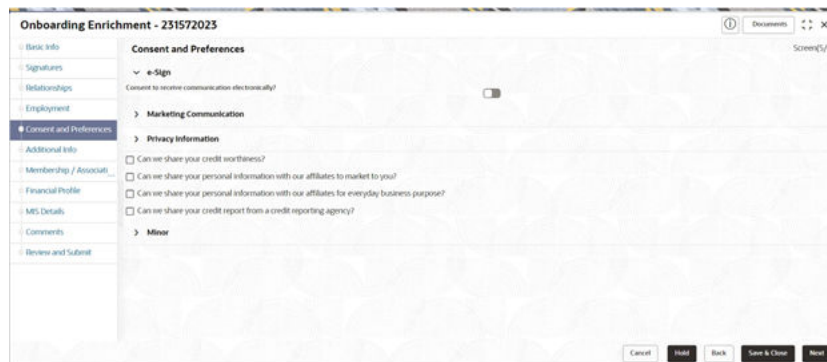 Onboarding Enrichment - 231572023
Documents
Basic Info
Signatures
Relationships
Employment
Consent and Preferences
Additional Info
Membership / Associati...
Financial Profile
MIS Details
Comments
Review and Submit
Consent and Preferences
Screen(5/
e-Sign
Consent to receive communication electronically?
Marketing Communication
Privacy Information
Can we share your credit worthiness?
Can we share your personal information with our affiliates to market to you?
Can we share your personal information with our affiliates for everyday business purpose?
Can we share your credit report from a credit reporting agency?
Minor
Cancel
Hold
Back
Save & Close
Next